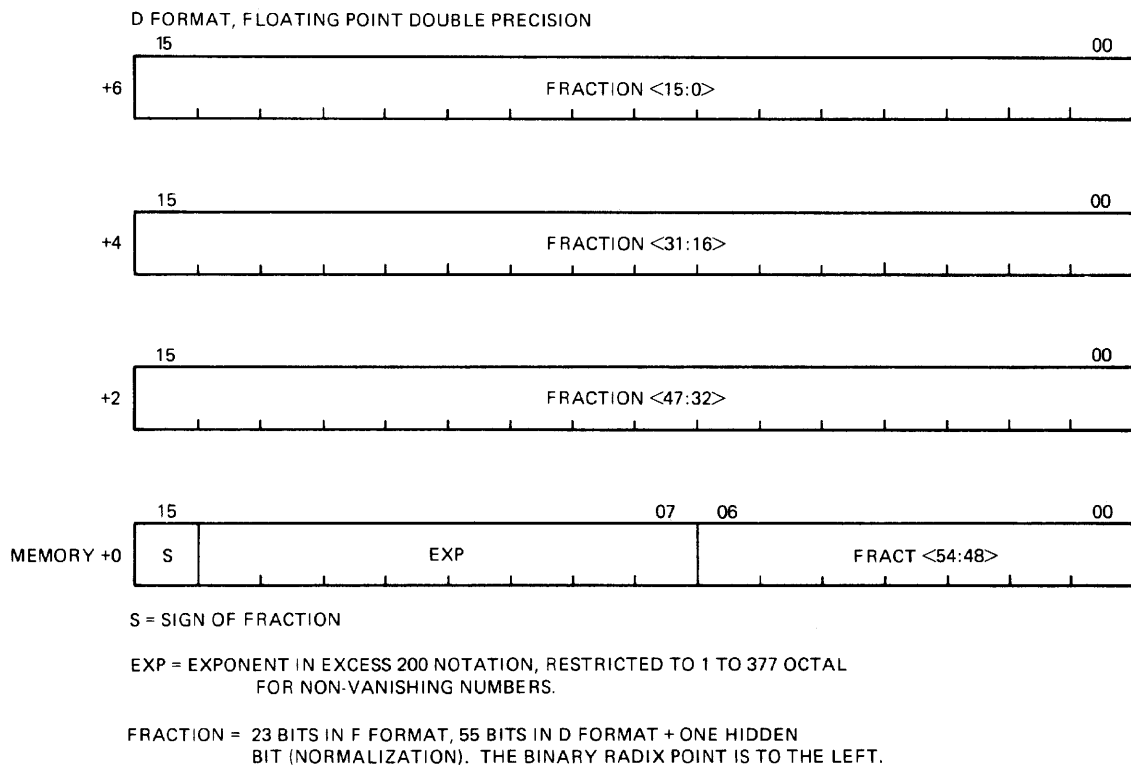 D FORMAT, FLOATING POINT DOUBLE PRECISION
15 00
+6 FRACTION <15:0>
15 00
+4 FRACTION <31:16>
15 00
+2 FRACTION <47:32>
15 07 06 00
MEMORY +0 S EXP FRACT <54:48>
S = SIGN OF FRACTION
EXP = EXPONENT IN EXCESS 200 NOTATION, RESTRICTED TO 1 TO 377 OCTAL
FOR NON-VANISHING NUMBERS.
FRACTION = 23 BITS IN F FORMAT, 55 BITS IN D FORMAT + ONE HIDDEN
BIT (NORMALIZATION). THE BINARY RADIX POINT IS TO THE LEFT.